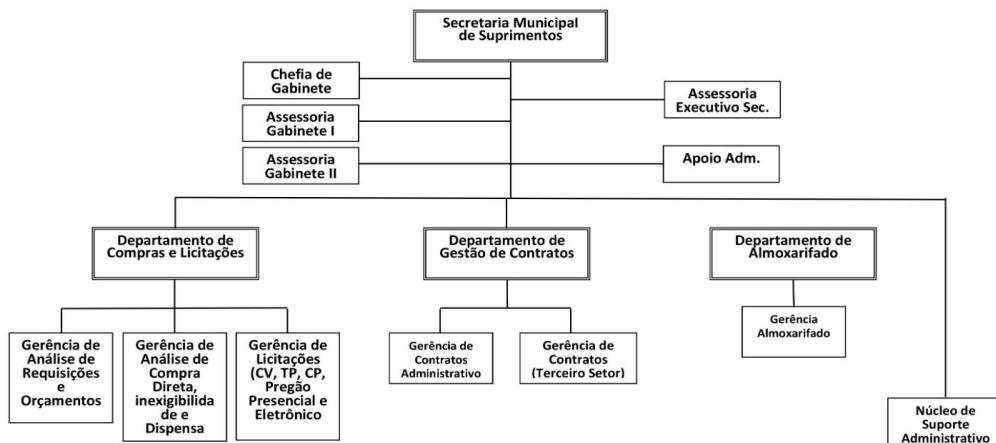 Secretaria Municipal
de Suprimentos
Chefia de
Gabinete
Assessoria
Executivo Sec.
Assessoria
Gabinete I
Assessoria
Gabinete II
Apoio Adm.
Departamento de
Compras e Licitações
Departamento de
Gestão de Contratos
Departamento de
Almoxarifado
Gerência de
Análise de
Requisições
e
Orçamentos
Gerência de
Análise de
Compra
Direta,
inexigibilida
de e
Dispensa
Gerência de
Licitações
(CV, TP, CP,
Pregão
Presencial e
Eletrônico
Gerência de
Contratos
Administrativo
Gerência de
Contratos
(Terceiro Setor)
Gerência
Almoxarifado
Núcleo de
Suporte
Administrativo